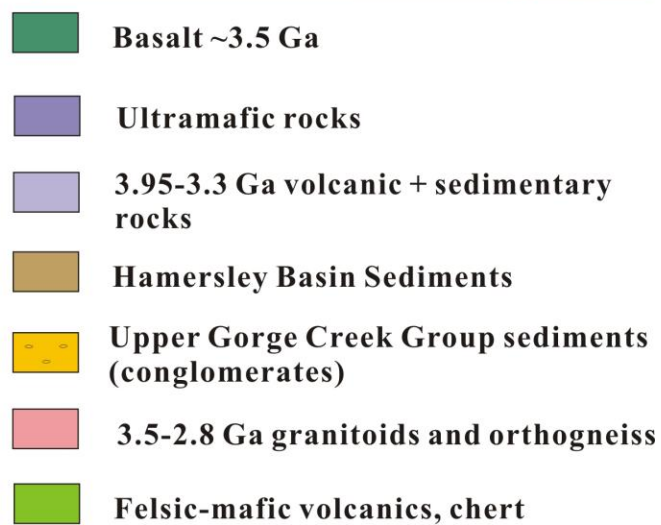 Basalt ~3.5 Ga
Ultramafic rocks
3.95-3.3 Ga volcanic + sedimentary
rocks
Hamersley Basin Sediments
Upper Gorge Creek Group sediments
(conglomerates)
3.5-2.8 Ga granitoids and orthogneiss
Felsic-mafic volcanics, chert